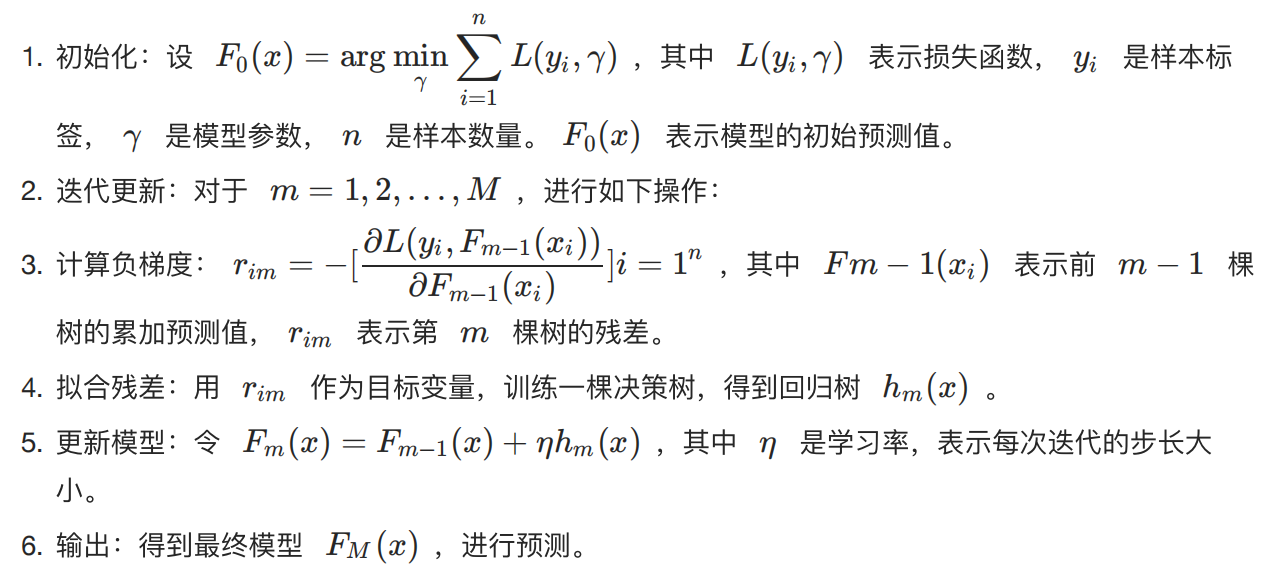 1. 初始化：设 $F_0(x) = \arg\min_{\gamma} \sum_{i=1}^{n} L(y_i, \gamma)$ ，其中 $L(y_i, \gamma)$ 表示损失函数， $y_i$ 是样本标
签， $\gamma$ 是模型参数， $n$ 是样本数量。 $F_0(x)$ 表示模型的初始预测值。
2. 迭代更新：对于 $m = 1, 2, \ldots, M$ ，进行如下操作：
3. 计算负梯度： $r_{im} = -[\frac{\partial L(y_i, F_{m-1}(x_i))}{\partial F_{m-1}(x_i)}]i = 1^n$ ，其中 $Fm - 1(x_i)$ 表示前 $m - 1$ 棵
树的累加预测值， $r_{im}$ 表示第 $m$ 棵树的残差。
4. 拟合残差：用 $r_{im}$ 作为目标变量，训练一棵决策树，得到回归树 $h_m(x)$ 。
5. 更新模型：令 $F_m(x) = F_{m-1}(x) + \eta h_m(x)$ ，其中 $\eta$ 是学习率，表示每次迭代的步长大
小。
6. 输出：得到最终模型 $F_M(x)$ ，进行预测。